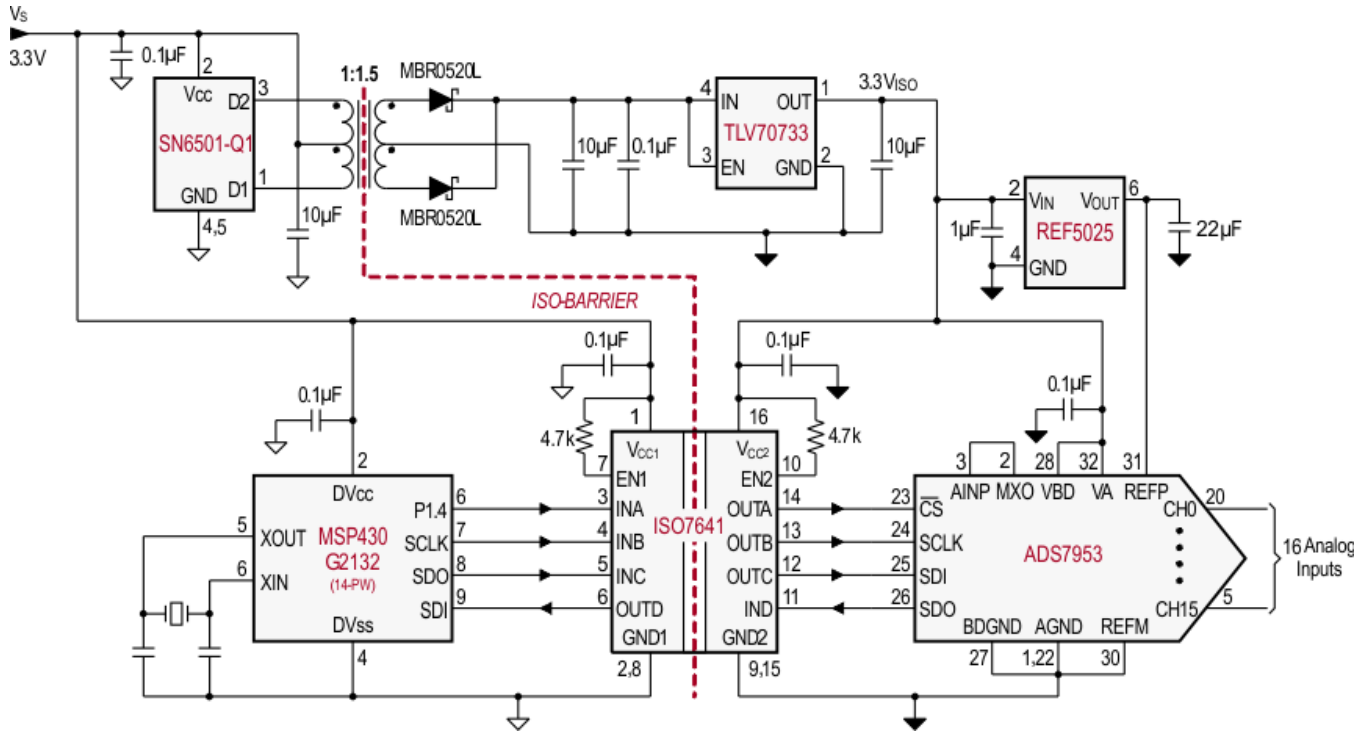 VS
3.3V
0.1µF
2
VCC
3
D2
SN6501-Q1
1
D1
GND
4,5
10µF
1:1.5
MBR0520L
MBR0520L
10µF
0.1µF
4
IN
OUT
1
TLV70733
3
EN
GND
2
3.3VISO
10µF
2
VIN
VOUT
6
1µF
REF5025
4
GND
22µF
ISO-BARRIER
0.1µF
0.1µF
0.1µF
0.1µF
4.7k
1
VCC1
7
EN1
3
INA
4
INB
5
INC
6
OUTD
GND1
2,8
ISO7641
16
VCC2
4.7k
10
EN2
14
OUTA
13
OUTB
12
OUTC
11
IND
GND2
9,15
2
DVcc
5
XOUT
6
XIN
MSP430
G2132
(14-PW)
P1.4
6
SCLK
7
SDO
8
SDI
9
DVss
4
3
2
28
32
31
AINP
MXO
VBD
VA
REFP
23
CS
24
SCLK
25
SDI
26
SDO
ADS7953
CH0
20
CH15
5
16 Analog
Inputs
BDGND
AGND
REFM
27
1,22
30